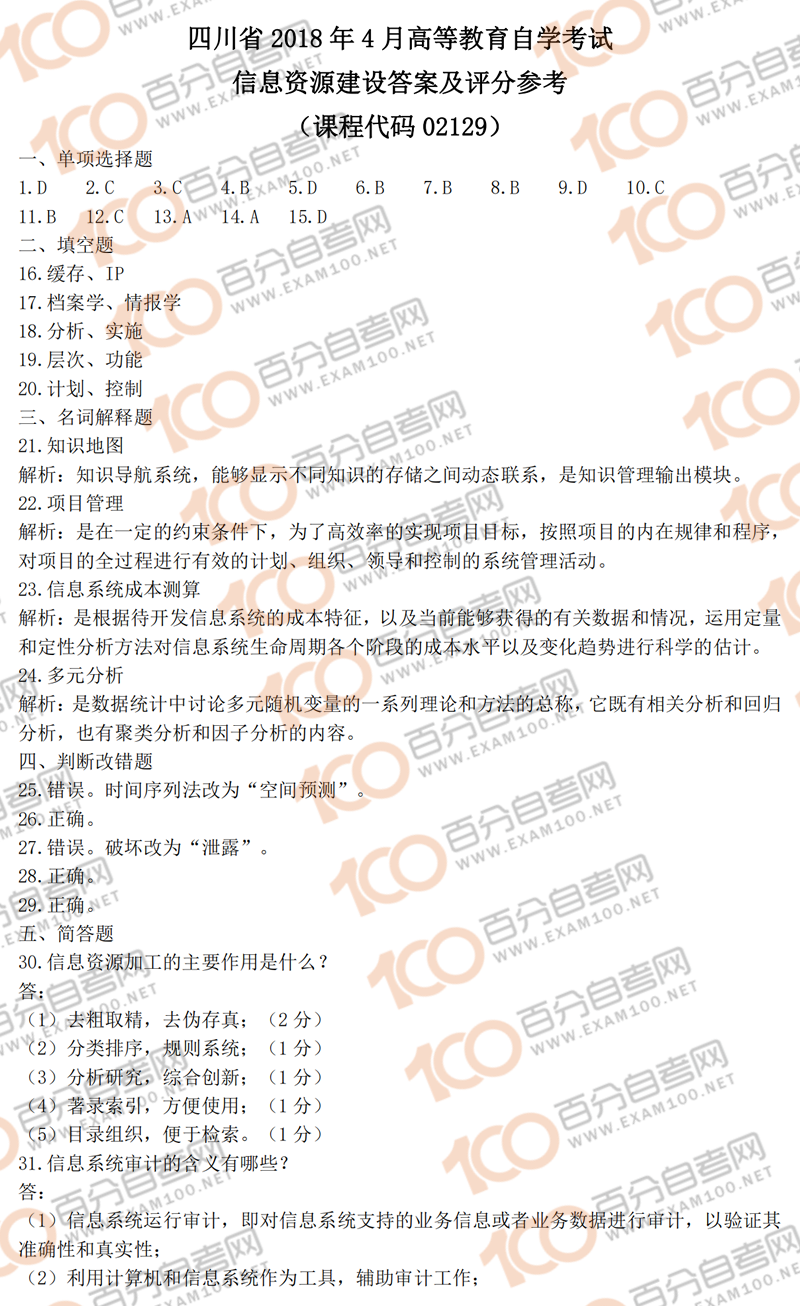 四川省 2018 年 4 月高等教育自学考试
信息资源建设答案及评分参考
（课程代码 02129）
一、单项选择题
1.D 2.C 3.C 4.B 5.D 6.B 7.B 8.B 9.D 10.C
11.B 12.C 13.A 14.A 15.D
二、填空题
16.缓存、IP
17.档案学、情报学
18.分析、实施
19.层次、功能
20.计划、控制
三、名词解释题
21.知识地图
解析：知识导航系统，能够显示不同知识的存储之间动态联系，是知识管理输出模块。
22.项目管理
解析：是在一定的约束条件下，为了高效率的实现项目目标，按照项目的内在规律和程序，
对项目的全过程进行有效的计划、组织、领导和控制的系统管理活动。
23.信息系统成本测算
解析：是根据待开发信息系统的成本特征，以及当前能够获得的有关数据和情况，运用定量
和定性分析方法对信息系统生命周期各个阶段的成本水平以及变化趋势进行科学的估计。
24.多元分析
解析：是数据统计中讨论多元随机变量的一系列理论和方法的总称，它既有相关分析和回归
分析，也有聚类分析和因子分析的内容。
四、判断改错题
25.错误。时间序列法改为“空间预测”。
26.正确。
27.错误。破坏改为“泄露”。
28.正确。
29.正确。
五、简答题
30.信息资源加工的主要作用是什么？
答：
（1）去粗取精，去伪存真；（2 分）
（2）分类排序，规则系统；（1 分）
（3）分析研究，综合创新；（1 分）
（4）著录索引，方便使用；（1 分）
（5）目录组织，便于检索。（1 分）
31.信息系统审计的含义有哪些？
答：
（1）信息系统运行审计，即对信息系统支持的业务信息或者业务数据进行审计，以验证其
准确性和真实性；
（2）利用计算机和信息系统作为工具，辅助审计工作；
100百分自考网
WWW.EXAM100.NET